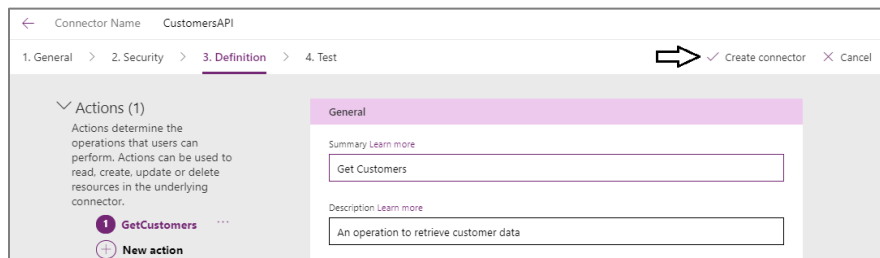 Connector Name CustomersAPI
1. General > 2. Security > 3. Definition > 4. Test
Create connector Cancel
Actions (1)
Actions determine the
operations that users can
perform. Actions can be used to
read, create, update or delete
resources in the underlying
connector.
1 GetCustomers ...
New action
General
Summary Learn more
Get Customers
Description Learn more
An operation to retrieve customer data